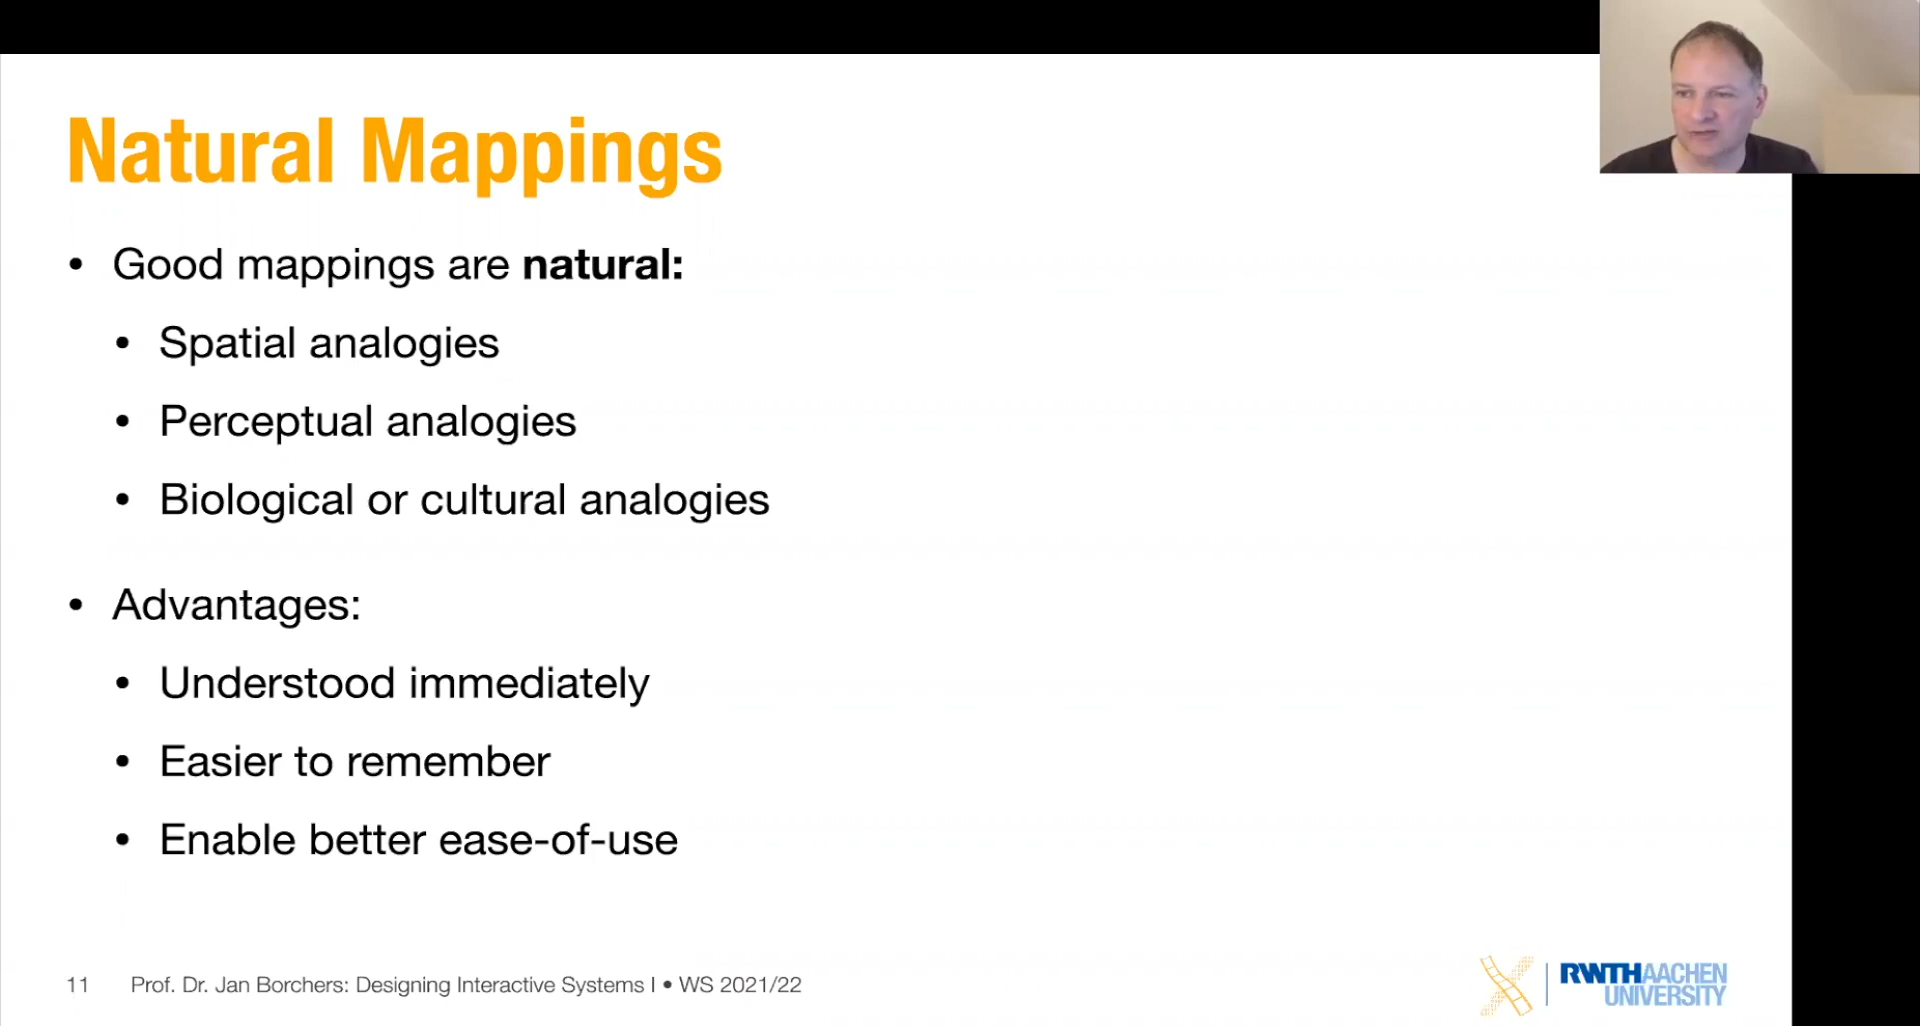 Natural Mappings
• Good mappings are natural:
• Spatial analogies
• Perceptual analogies
• Biological or cultural analogies
• Advantages:
• Understood immediately
• Easier to remember
• Enable better ease-of-use
11 Prof. Dr. Jan Borchers: Designing Interactive Systems I • WS 2021/22
RWTHAACHEN
UNIVERSITY